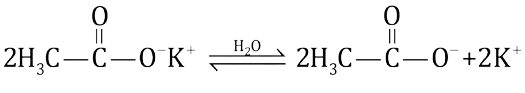 O O
|| ||
2H₃C—C—O⁻K⁺ ⇌ H₂O 2H₃C—C—O⁻+2K⁺